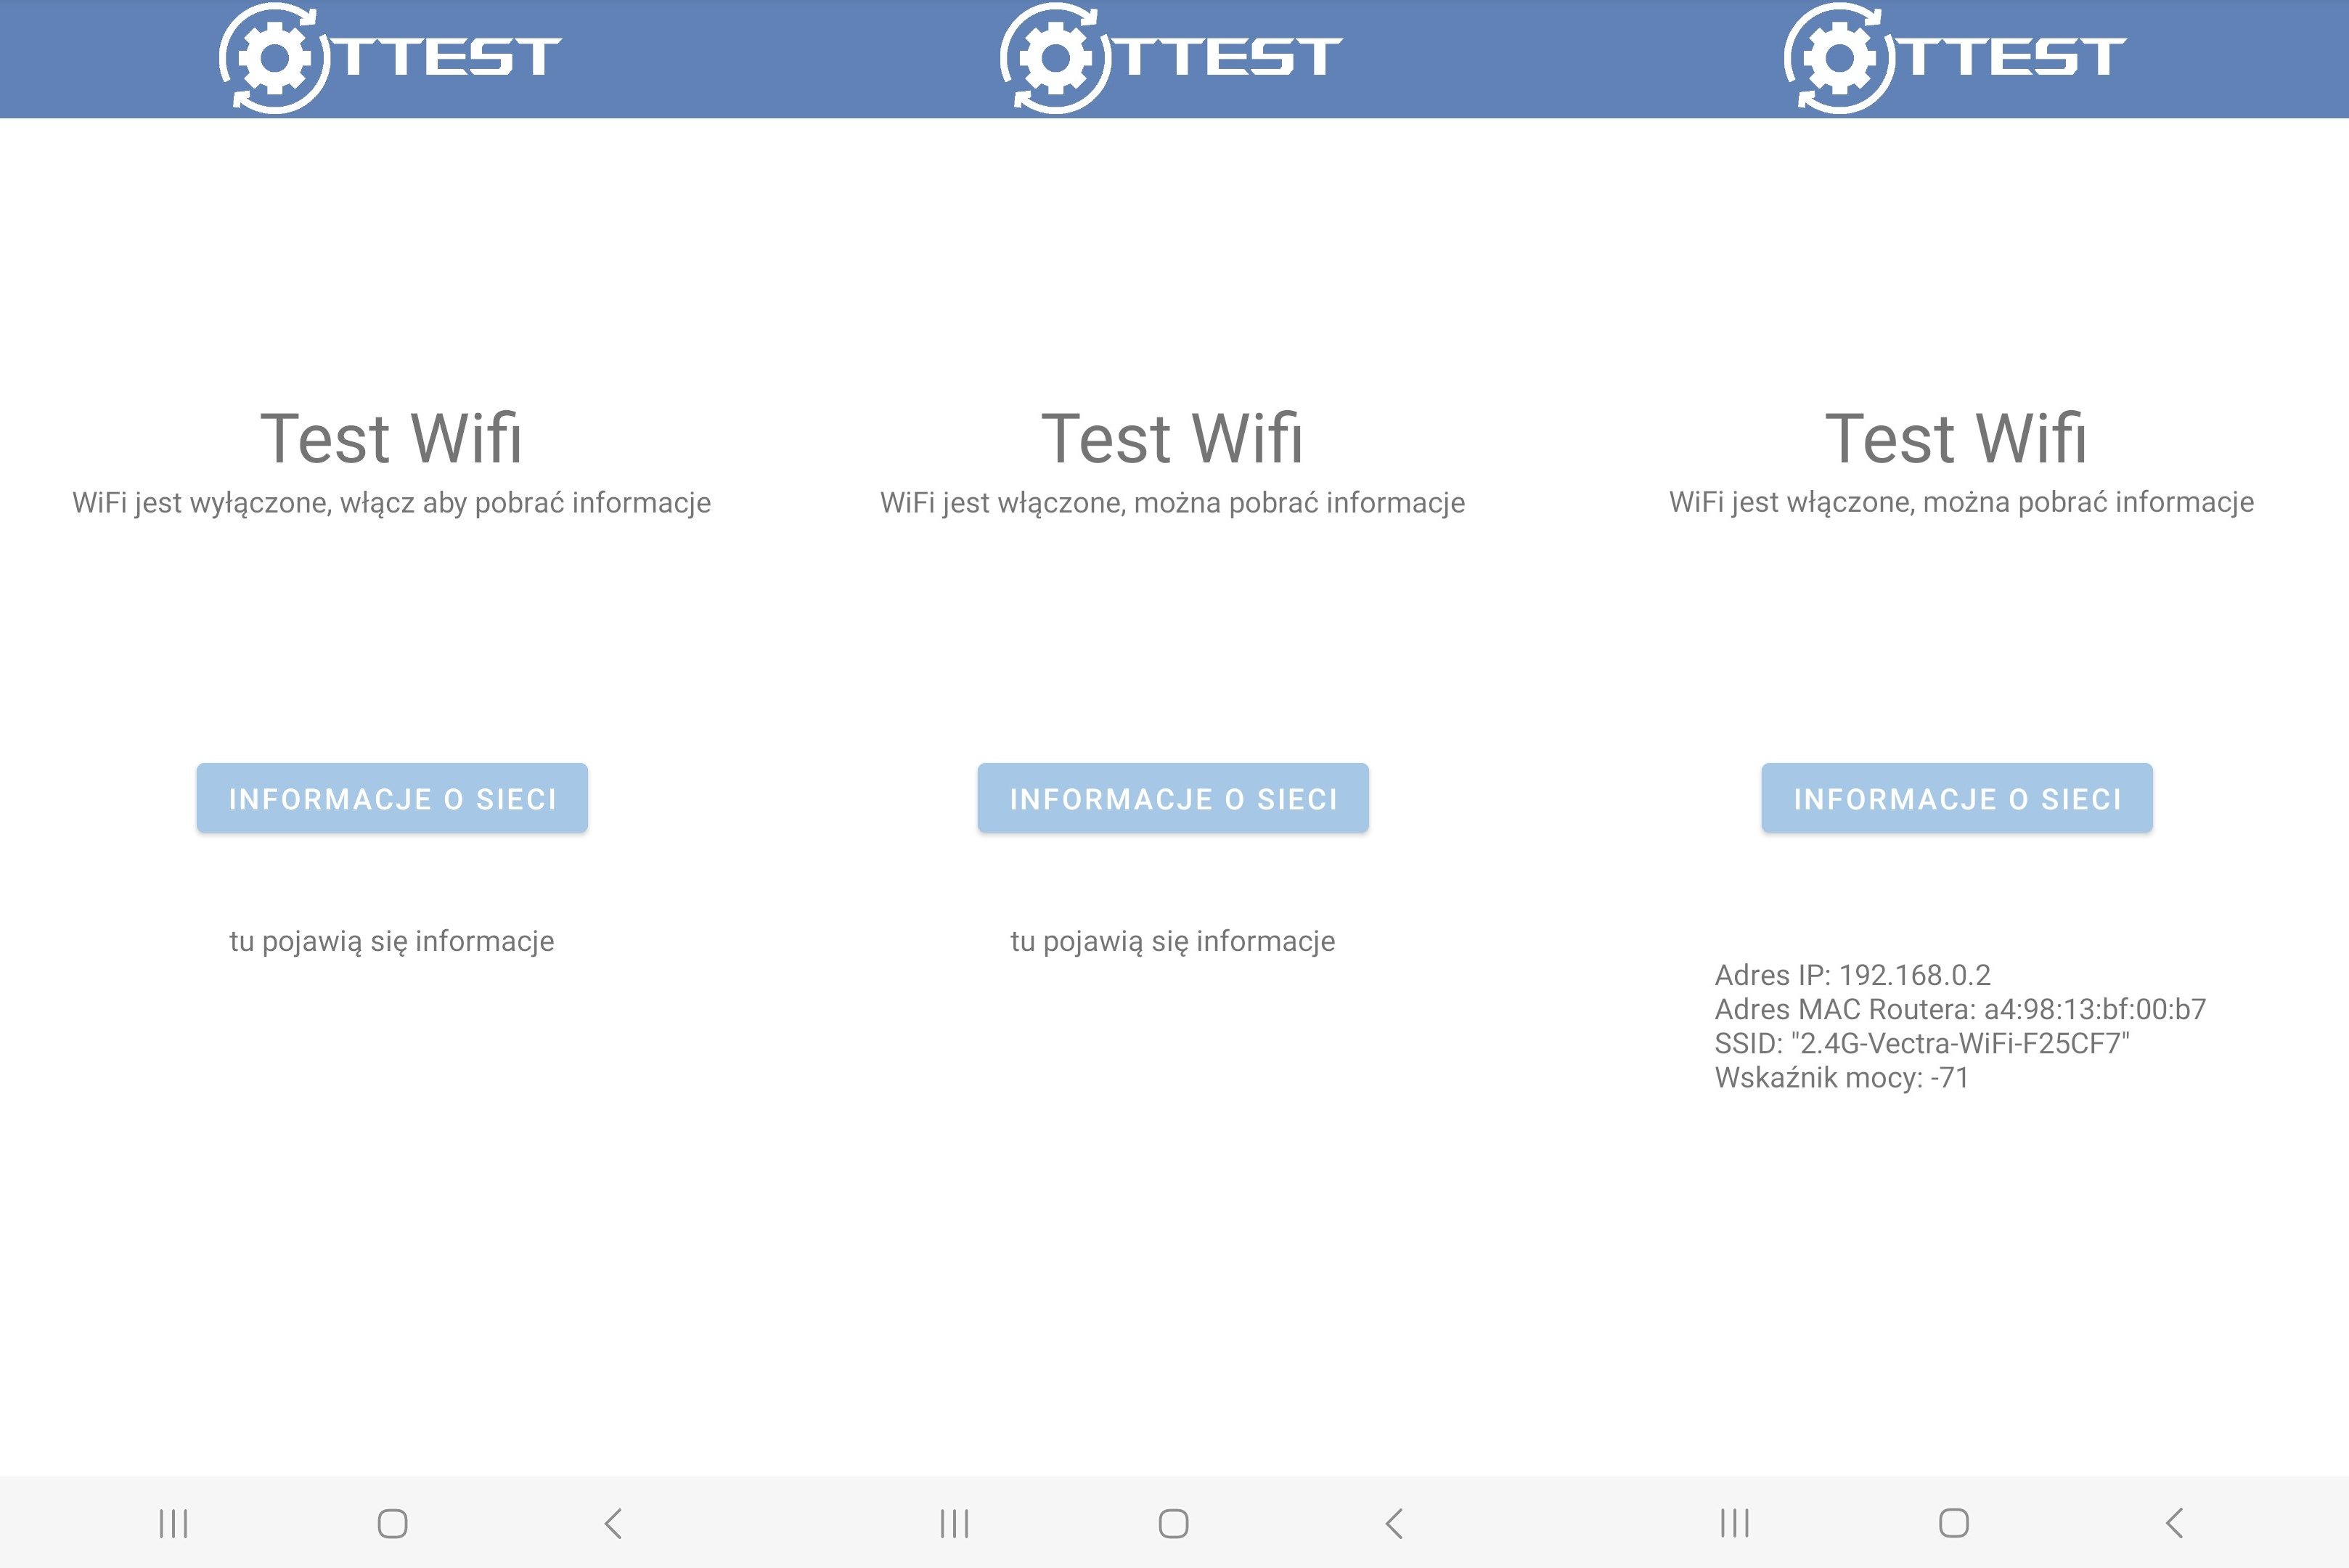 TTEST
Test Wifi
WiFi jest wyłączone, włącz aby pobrać informacje
INFORMACJE O SIECI
tu pojawią się informacje
TTEST
Test Wifi
WiFi jest włączone, można pobrać informacje
INFORMACJE O SIECI
tu pojawią się informacje
TTEST
Test Wifi
WiFi jest włączone, można pobrać informacje
INFORMACJE O SIECI
Adres IP: 192.168.0.2
Adres MAC Routera: a4:98:13:bf:00:b7
SSID: "2.4G-Vectra-WiFi-F25CF7"
Wskaźnik mocy: -71